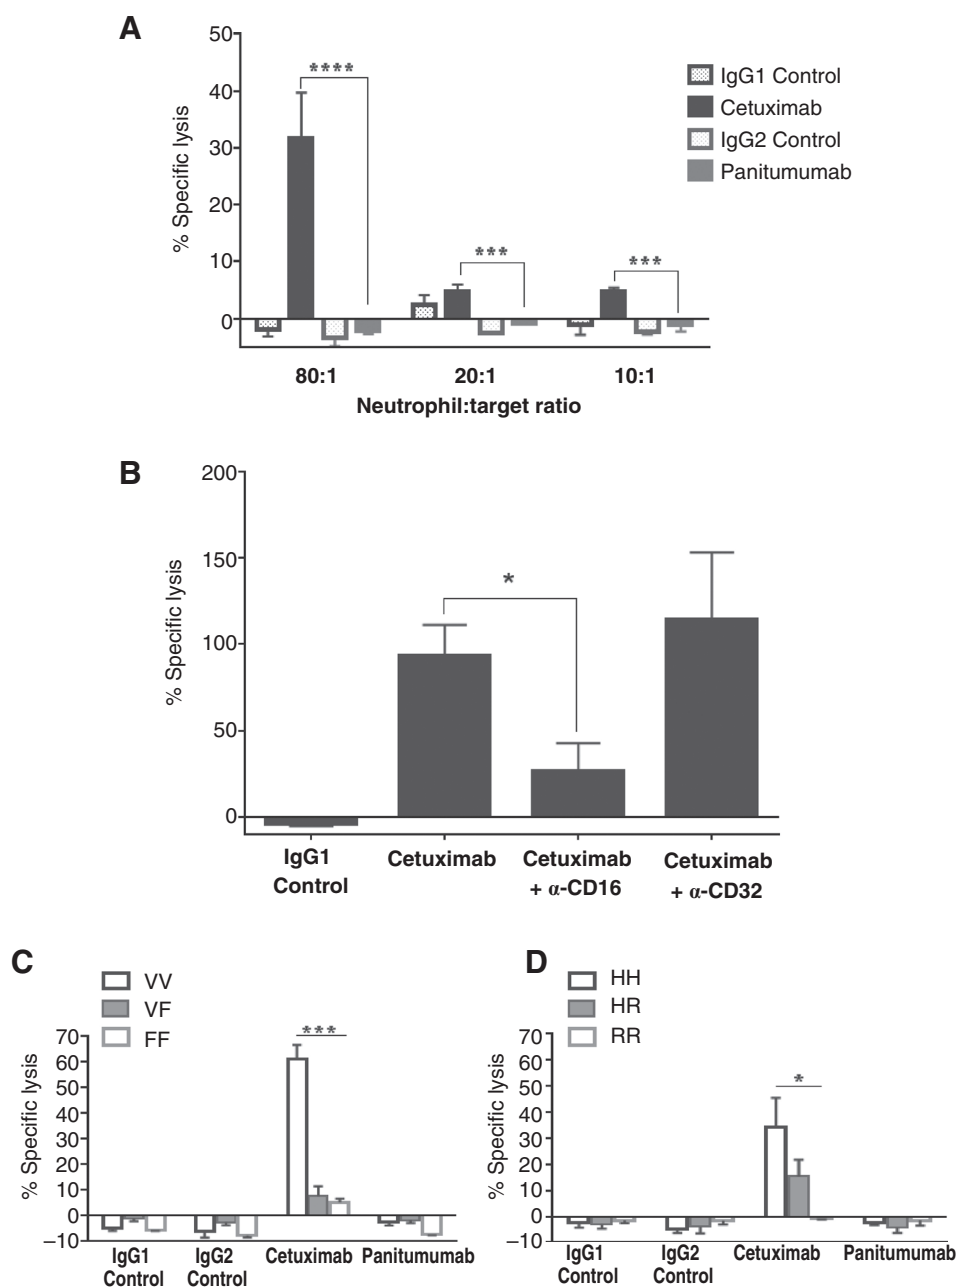 A
50
40
30
20
10
0
% Specific lysis
****
***
***
IgG1 Control
Cetuximab
IgG2 Control
Panitumumab
80:1 20:1 10:1
Neutrophil:target ratio
B
200
150
100
50
0
% Specific lysis
*
IgG1
Control
Cetuximab
Cetuximab
+ α-CD16
Cetuximab
+ α-CD32
C
VV
VF
FF
70
60
50
40
30
20
10
0
–10
% Specific lysis
***
IgG1
Control
IgG2
Control
Cetuximab
Panitumumab
D
HH
HR
RR
70
60
50
40
30
20
10
0
–10
% Specific lysis
*
IgG1
Control
IgG2
Control
Cetuximab
Panitumumab